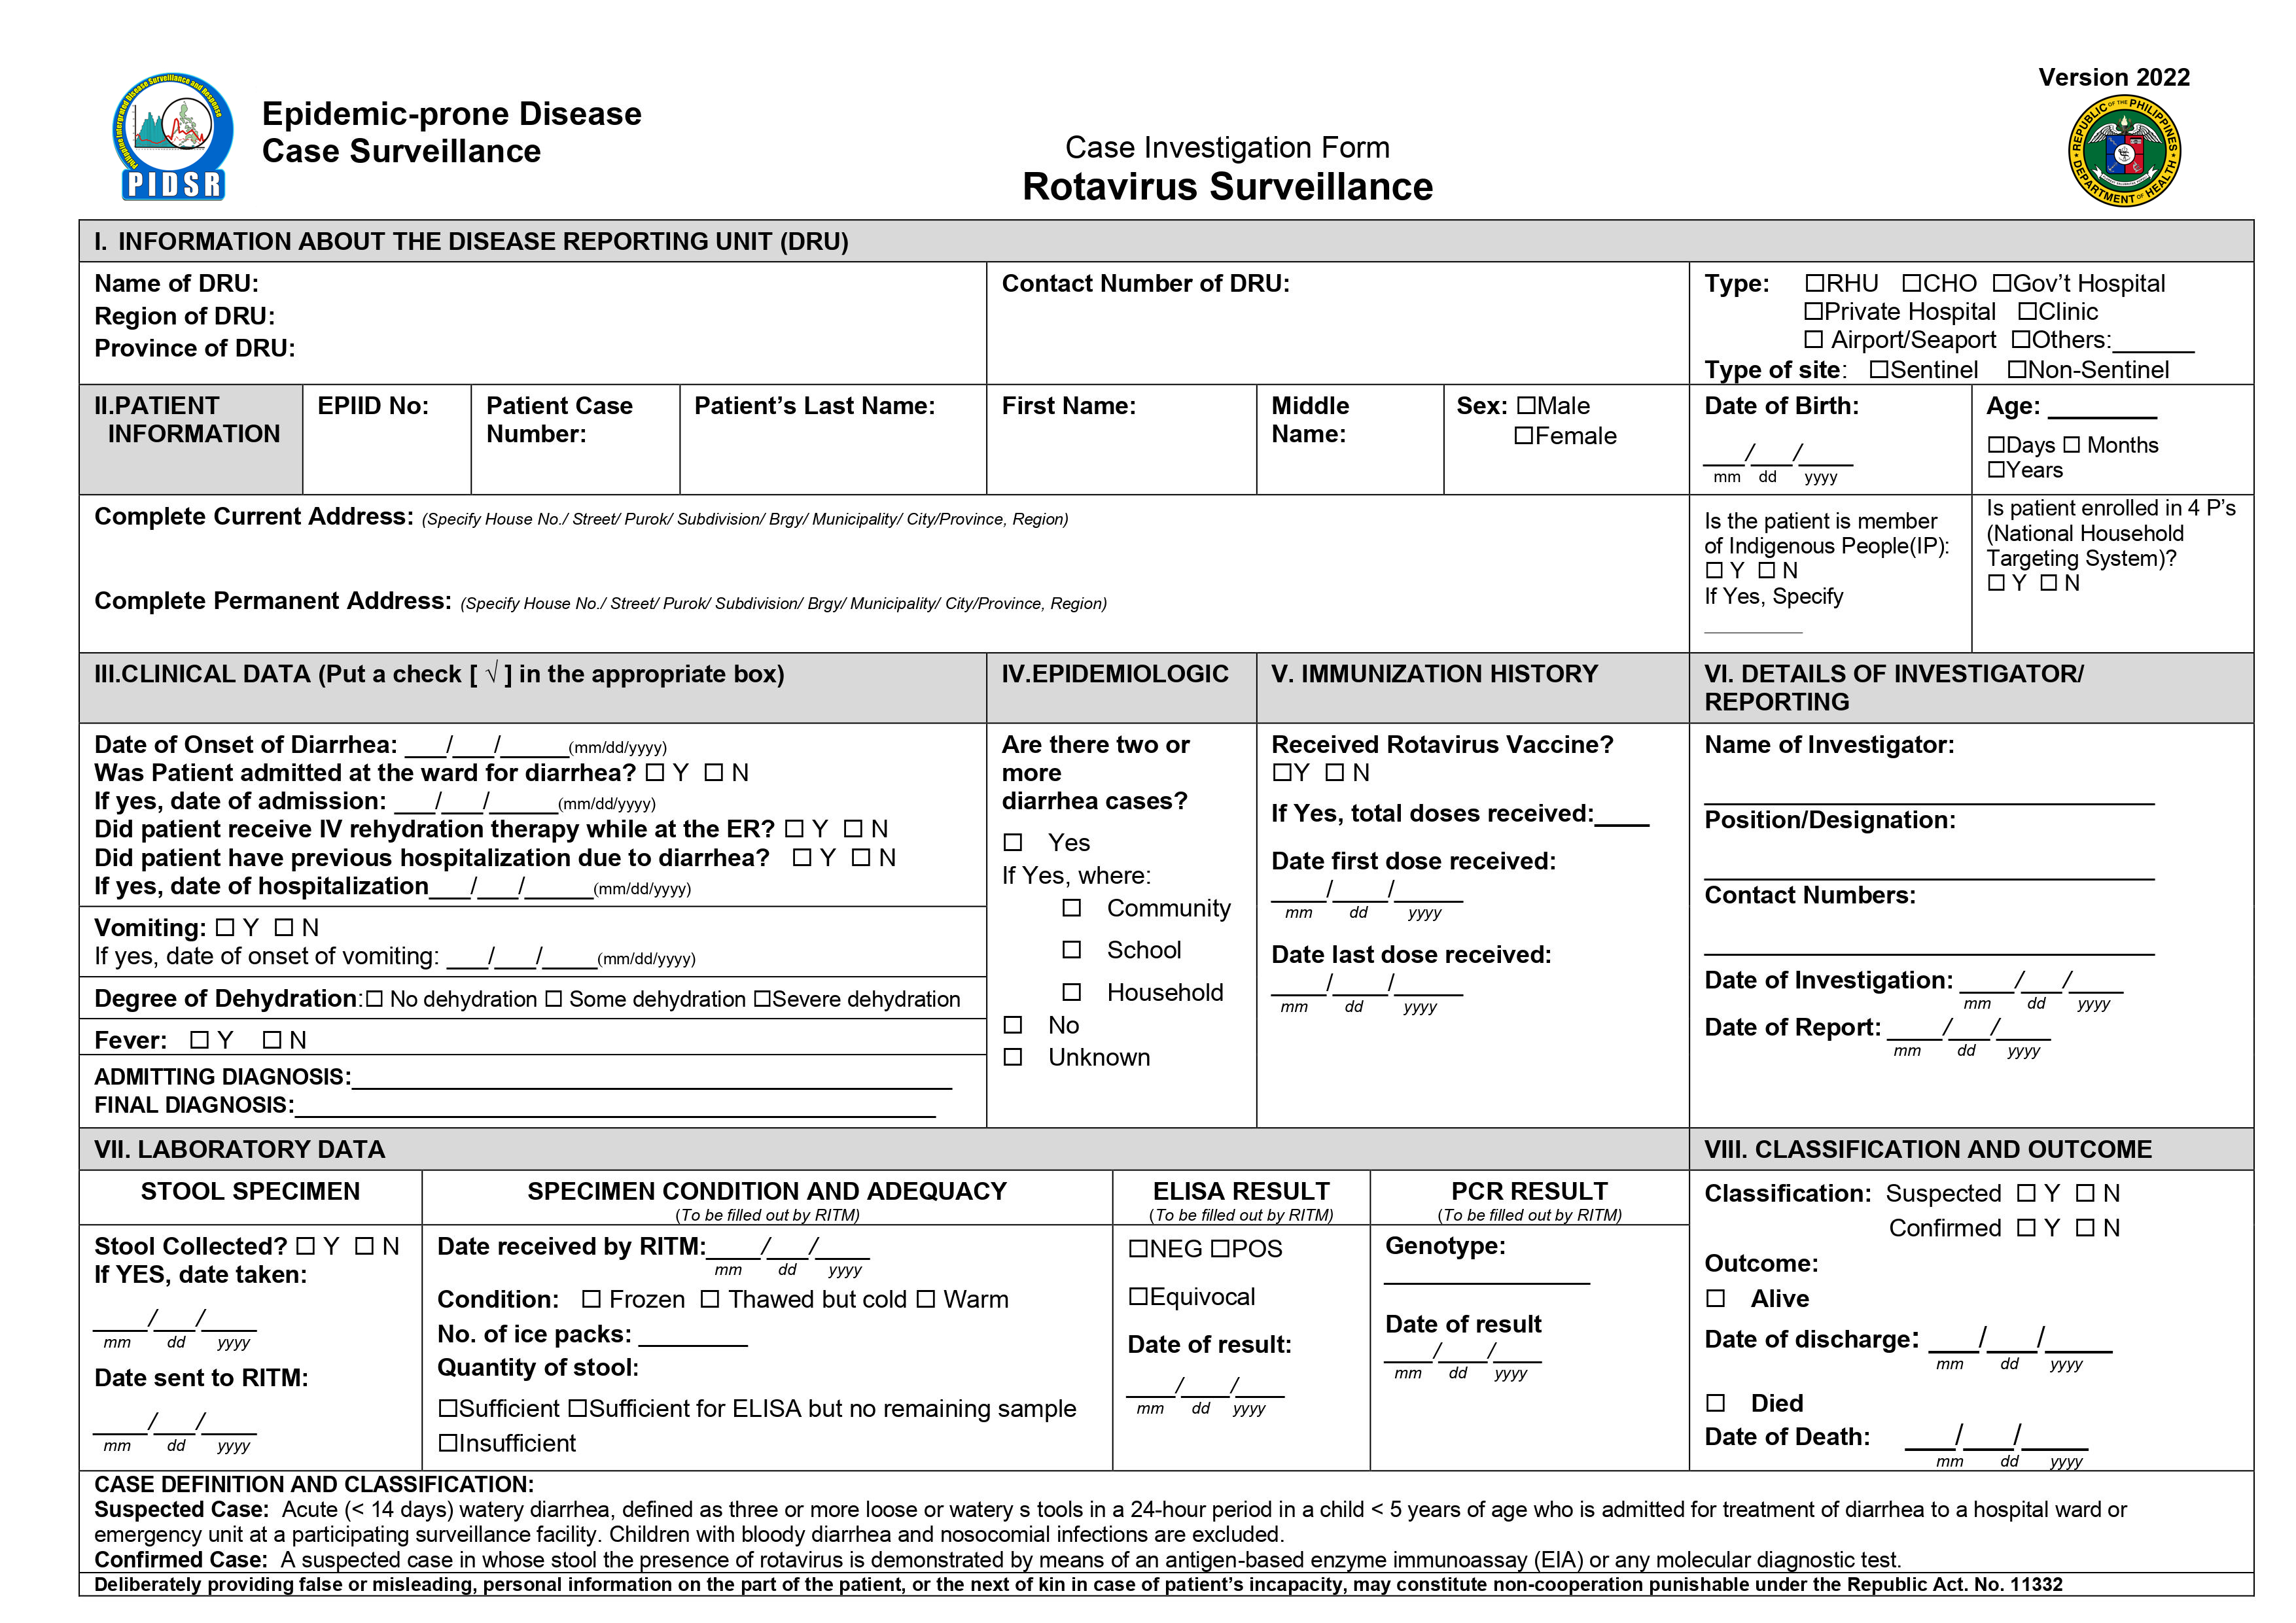 Version 2022
Philippine Integrated Disease Surveillance and Response
PIDSR
Epidemic-prone Disease
Case Surveillance
Case Investigation Form
Rotavirus Surveillance
REPUBLIC OF THE PHILIPPINES
DEPARTMENT OF HEALTH
I. INFORMATION ABOUT THE DISEASE REPORTING UNIT (DRU)
Name of DRU:
Region of DRU:
Province of DRU:
Contact Number of DRU:
Type: ☐RHU ☐CHO ☐Gov’t Hospital
☐Private Hospital ☐Clinic
☐ Airport/Seaport ☐Others:______
Type of site: ☐Sentinel ☐Non-Sentinel
II.PATIENT
INFORMATION
EPIID No:
Patient Case
Number:
Patient’s Last Name:
First Name:
Middle
Name:
Sex: ☐Male
☐Female
Date of Birth:
___/___/____
mm dd yyyy
Age: ________
☐Days ☐ Months
☐Years
Complete Current Address: (Specify House No./ Street/ Purok/ Subdivision/ Brgy/ Municipality/ City/Province, Region)
Complete Permanent Address: (Specify House No./ Street/ Purok/ Subdivision/ Brgy/ Municipality/ City/Province, Region)
Is the patient is member
of Indigenous People(IP):
☐ Y ☐ N
If Yes, Specify
________
Is patient enrolled in 4 P’s
(National Household
Targeting System)?
☐ Y ☐ N
III.CLINICAL DATA (Put a check [ √ ] in the appropriate box)
Date of Onset of Diarrhea: ___/___/_____(mm/dd/yyyy)
Was Patient admitted at the ward for diarrhea? ☐ Y ☐ N
If yes, date of admission: ___/___/_____(mm/dd/yyyy)
Did patient receive IV rehydration therapy while at the ER? ☐ Y ☐ N
Did patient have previous hospitalization due to diarrhea? ☐ Y ☐ N
If yes, date of hospitalization___/___/_____(mm/dd/yyyy)
Vomiting: ☐ Y ☐ N
If yes, date of onset of vomiting: ___/___/____(mm/dd/yyyy)
Degree of Dehydration:☐ No dehydration ☐ Some dehydration ☐Severe dehydration
Fever: ☐ Y ☐ N
ADMITTING DIAGNOSIS:____________________
FINAL DIAGNOSIS:____________________
IV.EPIDEMIOLOGIC
Are there two or
more
diarrhea cases?
☐ Yes
If Yes, where:
☐ Community
☐ School
☐ Household
☐ No
☐ Unknown
V. IMMUNIZATION HISTORY
Received Rotavirus Vaccine?
☐Y ☐ N
If Yes, total doses received:____
Date first dose received:
____/____/_____
mm dd yyyy
Date last dose received:
____/____/_____
mm dd yyyy
VI. DETAILS OF INVESTIGATOR/
REPORTING
Name of Investigator:
____________________
Position/Designation:
____________________
Contact Numbers:
____________________
Date of Investigation: ____/___/____
mm dd yyyy
Date of Report: ____/___/____
mm dd yyyy
VII. LABORATORY DATA
STOOL SPECIMEN
Stool Collected? ☐ Y ☐ N
If YES, date taken:
____/___/____
mm dd yyyy
Date sent to RITM:
____/___/____
mm dd yyyy
SPECIMEN CONDITION AND ADEQUACY
(To be filled out by RITM)
Date received by RITM:____/___/____
mm dd yyyy
Condition: ☐ Frozen ☐ Thawed but cold ☐ Warm
No. of ice packs: ________
Quantity of stool:
☐Sufficient ☐Sufficient for ELISA but no remaining sample
☐Insufficient
ELISA RESULT
(To be filled out by RITM)
☐NEG ☐POS
☐Equivocal
Date of result:
____/____/____
mm dd yyyy
PCR RESULT
(To be filled out by RITM)
Genotype:
_______________
Date of result
____/____/____
mm dd yyyy
VIII. CLASSIFICATION AND OUTCOME
Classification: Suspected ☐ Y ☐ N
Confirmed ☐ Y ☐ N
Outcome:
☐ Alive
Date of discharge: ___/___/____
mm dd yyyy
☐ Died
Date of Death: ___/___/____
mm dd yyyy
CASE DEFINITION AND CLASSIFICATION:
Suspected Case: Acute (< 14 days) watery diarrhea, defined as three or more loose or watery s tools in a 24-hour period in a child < 5 years of age who is admitted for treatment of diarrhea to a hospital ward or
emergency unit at a participating surveillance facility. Children with bloody diarrhea and nosocomial infections are excluded.
Confirmed Case: A suspected case in whose stool the presence of rotavirus is demonstrated by means of an antigen-based enzyme immunoassay (EIA) or any molecular diagnostic test.
Deliberately providing false or misleading, personal information on the part of the patient, or the next of kin in case of patient’s incapacity, may constitute non-cooperation punishable under the Republic Act. No. 11332